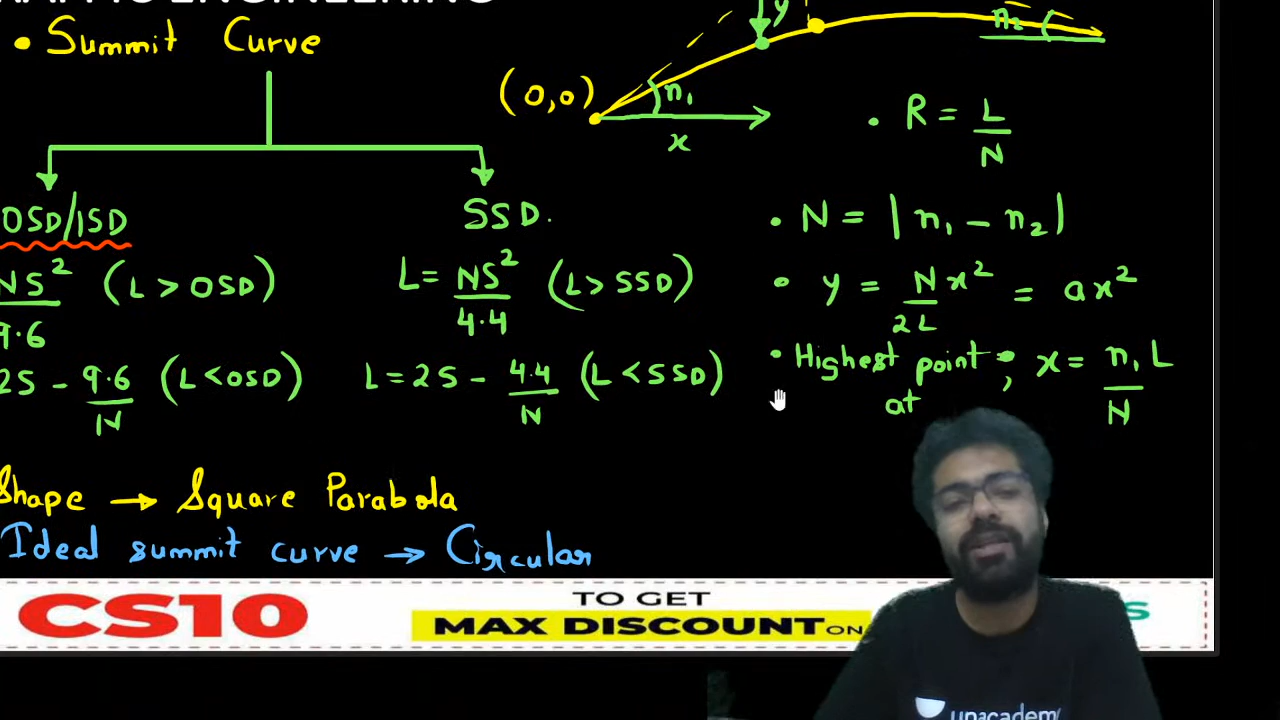 • Summit Curve
y
n₂
(0,0)
n₁
x
• R = L/N
OSD/ISD
SSD.
• N = |n₁ - n₂|
NS²/9.6 (L > OSD)
L = NS²/4.4 (L > SSD)
• y = N/2L x² = ax²
2S - 9.6/N (L < OSD)
L = 2S - 4.4/N (L < SSD)
• Highest point at ; x = n₁L/N
Shape → Square Parabola
Ideal summit curve → Circular
CS10
TO GET
MAX DISCOUNT ON
S
unacademy